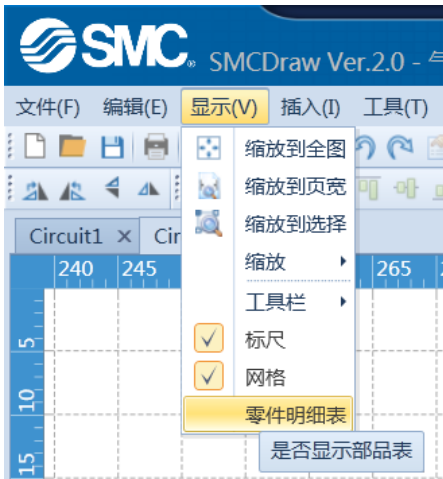 SMC. SMCDraw Ver.2.0 -
文件(F) 编辑(E) 显示(V) 插入(I) 工具(T)
缩放到全图
缩放到页宽
缩放到选择
Circuit1 × Cir
缩放
240 245 265
工具栏
标尺
5
网格
10
零件明细表
是否显示部品表
15